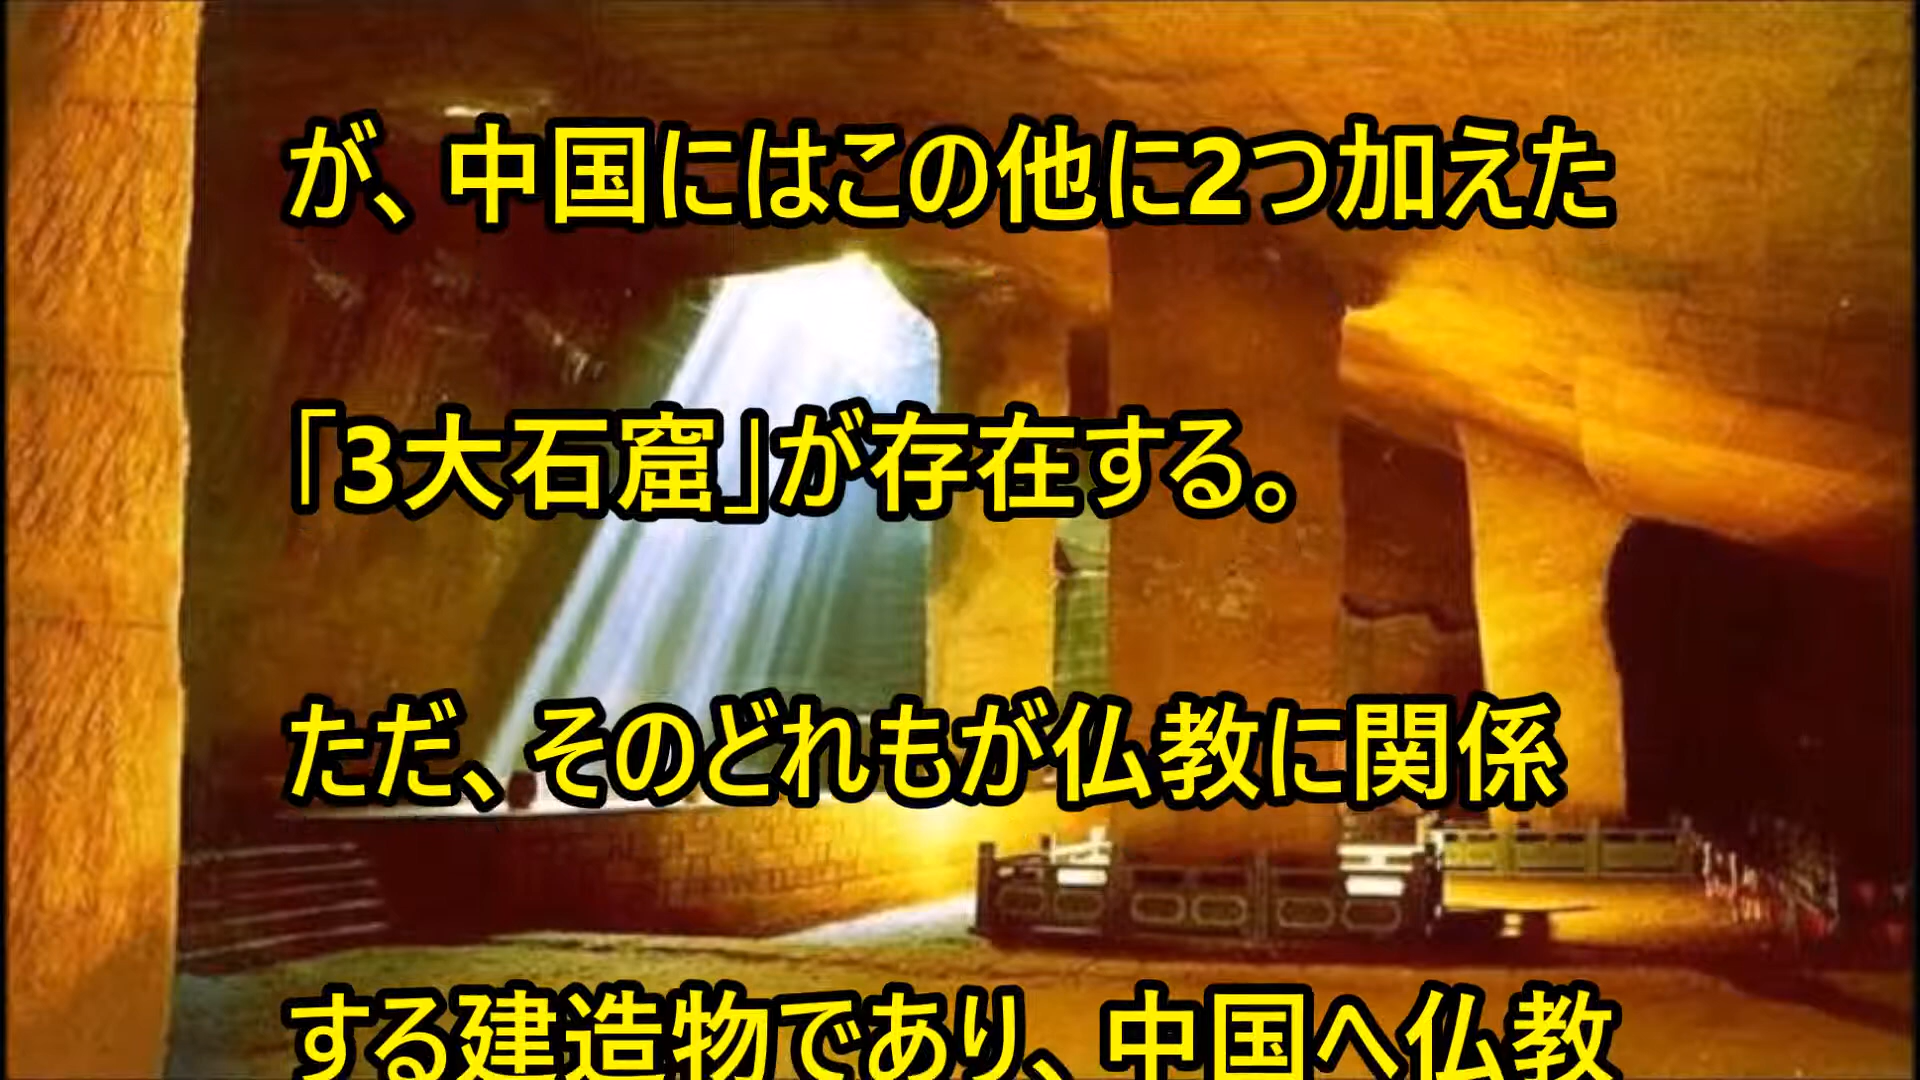 が、中国にはこの他に2つ加えた
「3大石窟」が存在する。
ただ、そのどれもが仏教に関係
する建造物であり、中国へ仏教